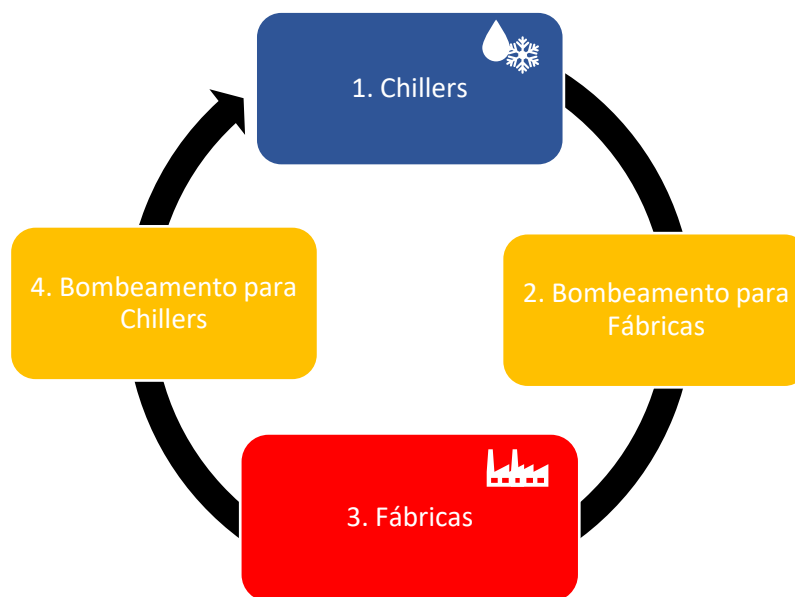 1. Chillers
2. Bombeamento para
Fábricas
3. Fábricas
4. Bombeamento para
Chillers